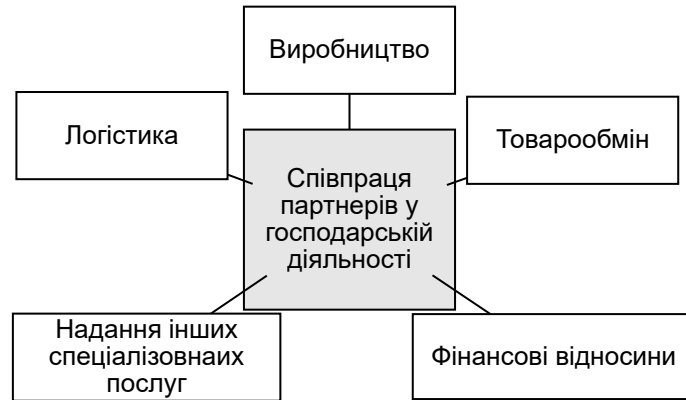 Виробництво
Логістика
Товарообмін
Співпраця
партнерів у
господарській
діяльності
Надання інших
спеціалізовнаих
послуг
Фінансові відносини